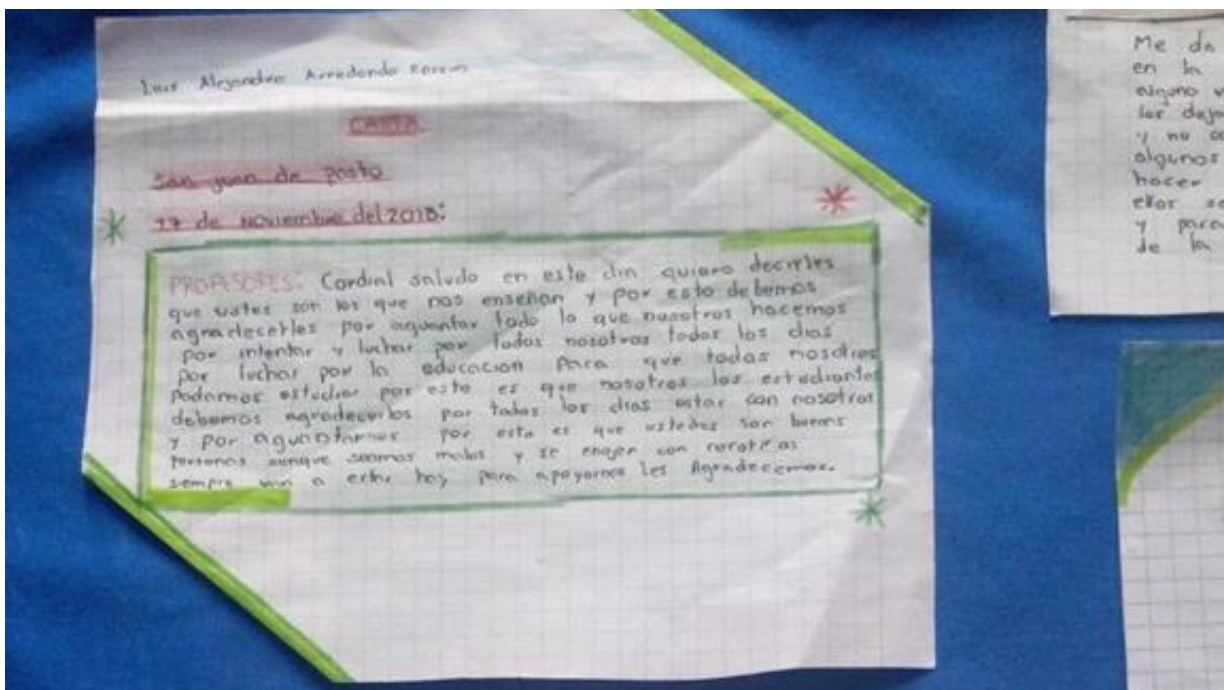 Luis Alejandro Arredondo
CARTA
San juan de pasto
17 de Noviembre del 2018:
PROFESORES: Cordial saludo en este dia quiero decirles
que ustes son los que nos enseñan y por esto debemos
agradecerles por aguantar todo lo que nosotros hacemos
por intentar y luchar por todos nosotros todos los dias
por luchar por la educacion para que todos nosotros
podamos estudiar por esto es que nosotros los estudiantes
debemos agradecerlos por todos los dias estar con nosotros
y por aguantarnos por esto es que ustedes son buenas
personas aunque seamos malos y se enojen con
sempre van a estar hay para apoyarnos les Agradecemos.
Me da
en la
alguno v
les deja
y no co
algunos
hacer
ellos se
y para
de la